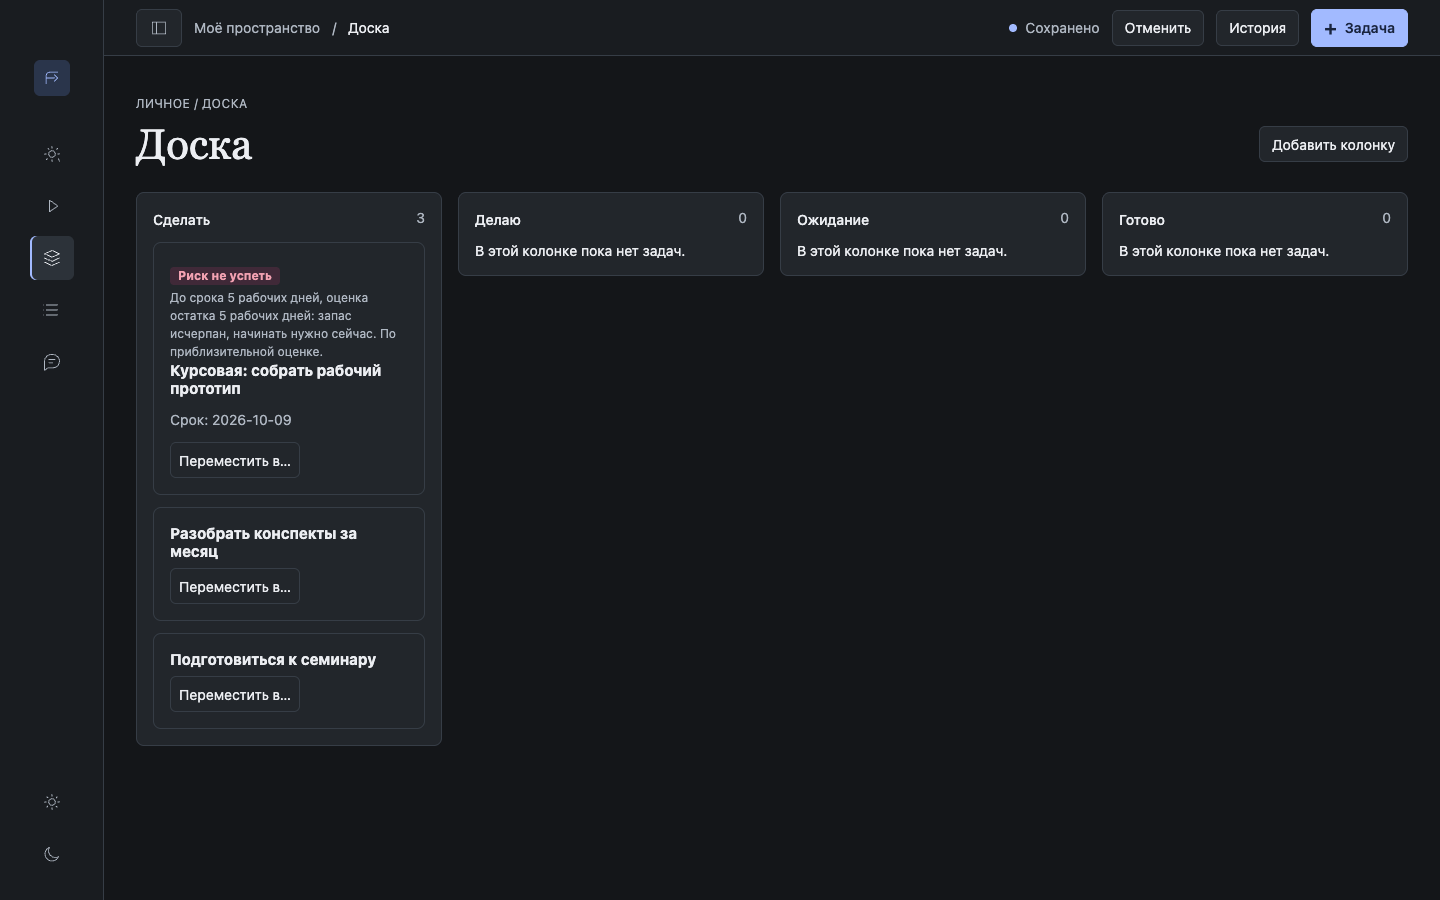 Моё пространство / Доска
Сохранено
Отменить
История
+ Задача
ЛИЧНОЕ / ДОСКА
Доска
Добавить колонку
Сделать 3
Риск не успеть
До срока 5 рабочих дней, оценка
остатка 5 рабочих дней: запас
исчерпан, начинать нужно сейчас. По
приблизительной оценке.
Курсовая: собрать рабочий
прототип
Срок: 2026-10-09
Переместить в...
Разобрать конспекты за
месяц
Переместить в...
Подготовиться к семинару
Переместить в...
Делаю 0
В этой колонке пока нет задач.
Ожидание 0
В этой колонке пока нет задач.
Готово 0
В этой колонке пока нет задач.